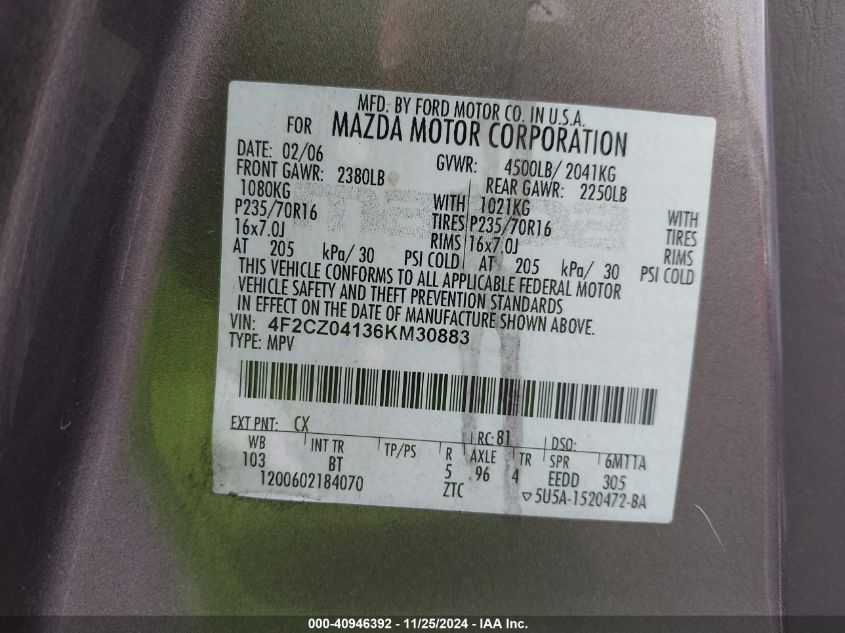 MFD. BY FORD MOTOR CO. IN U.S.A.
FOR MAZDA MOTOR CORPORATION
DATE: 02/06 GVWR: 4500LB/ 2041KG
FRONT GAWR: 2380LB REAR GAWR: 2250LB
1080KG WITH 1021KG WITH
P235/70R16 TIRES P235/70R16 TIRES
16x7.0J RIMS 16x7.0J RIMS
AT 205 kPa/ 30 PSI COLD AT 205 kPa/ 30 PSI COLD
THIS VEHICLE CONFORMS TO ALL APPLICABLE FEDERAL MOTOR
VEHICLE SAFETY AND THEFT PREVENTION STANDARDS
IN EFFECT ON THE DATE OF MANUFACTURE SHOWN ABOVE.
VIN: 4F2CZ04136KM30883
TYPE: MPV
EXT PNT: CX RC: 81 DSO:
WB INT TR TP/PS R AXLE TR SPR 6M11A
103 BT 5 .96 4 EEDD 305
1200602184070 ZTC 5U5A-1520472-BA
000-40946392 - 11/25/2024 - IAA Inc.